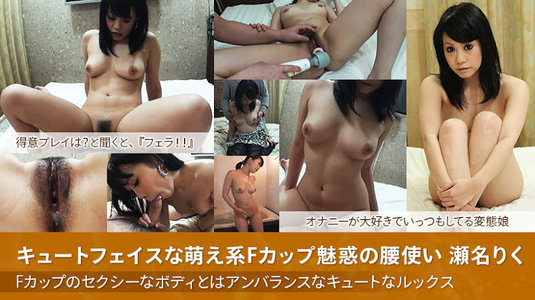 得意プレイは?と聞くと、『フェラ!!』
オナニーが大好きでいっつもしてる変態娘
キュートフェイスな萌え系Fカップ魅惑の腰使い 瀬名りく
Fカップのセクシーなボディとはアンバランスなキュートなルックス